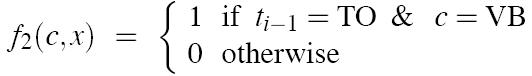 f₂(c,x) = { 1 if tᵢ₋₁ = TO & c = VB
0 otherwise